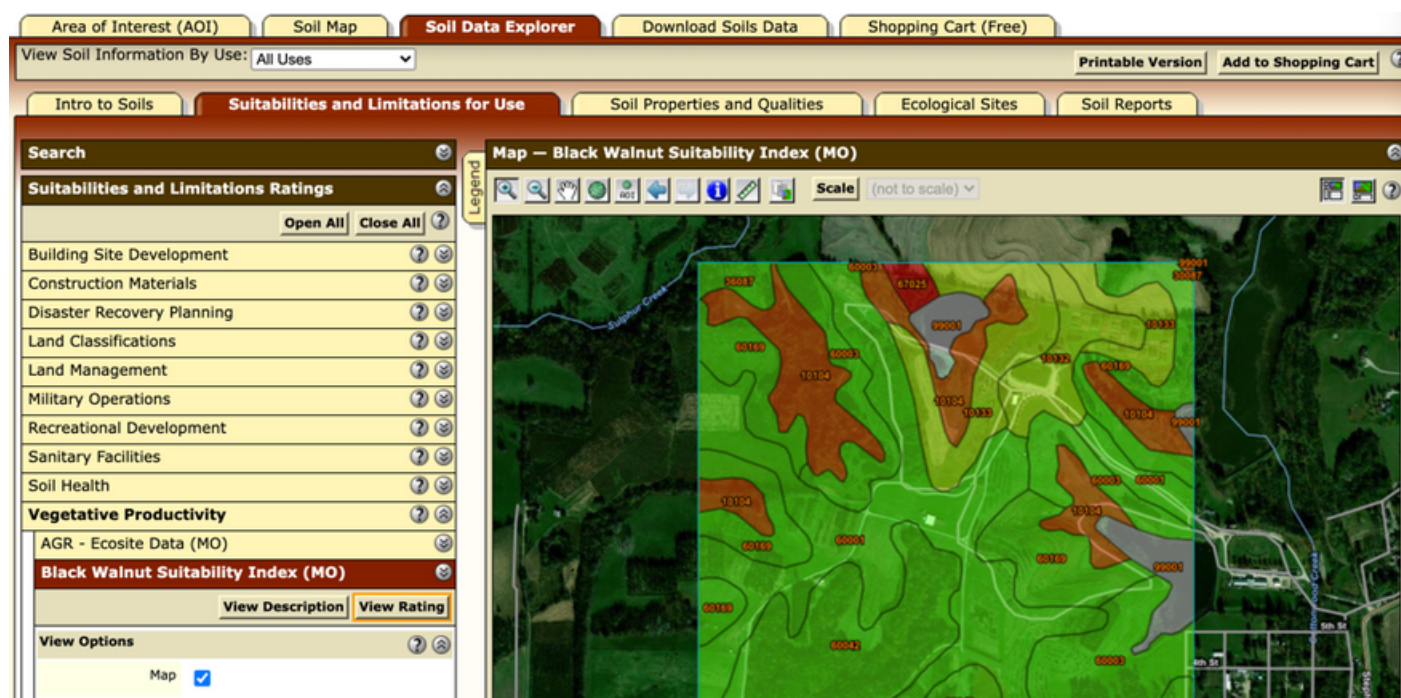 Area of Interest (AOI) Soil Map Soil Data Explorer Download Soils Data Shopping Cart (Free)
View Soil Information By Use: All Uses Printable Version Add to Shopping Cart ?
Intro to Soils Suitabilities and Limitations for Use Soil Properties and Qualities Ecological Sites Soil Reports
Search
Suitabilities and Limitations Ratings
Open All Close All ?
Building Site Development ?
Construction Materials ?
Disaster Recovery Planning ?
Land Classifications ?
Land Management ?
Military Operations ?
Recreational Development ?
Sanitary Facilities ?
Soil Health ?
Vegetative Productivity ?
AGR - Ecosite Data (MO)
Black Walnut Suitability Index (MO)
View Description View Rating
View Options ?
Map
Legend
Map — Black Walnut Suitability Index (MO)
AOI i Scale (not to scale) ?
60003 99001
36087 67025 30087
Sulphur Creek
99001 10133
60169 60003 10132 60169
10104
10104 10133 10104 99001
60003 60001
10104 10104
60169 60001 60169 99001
60169
5th St
60042 60003 4th St